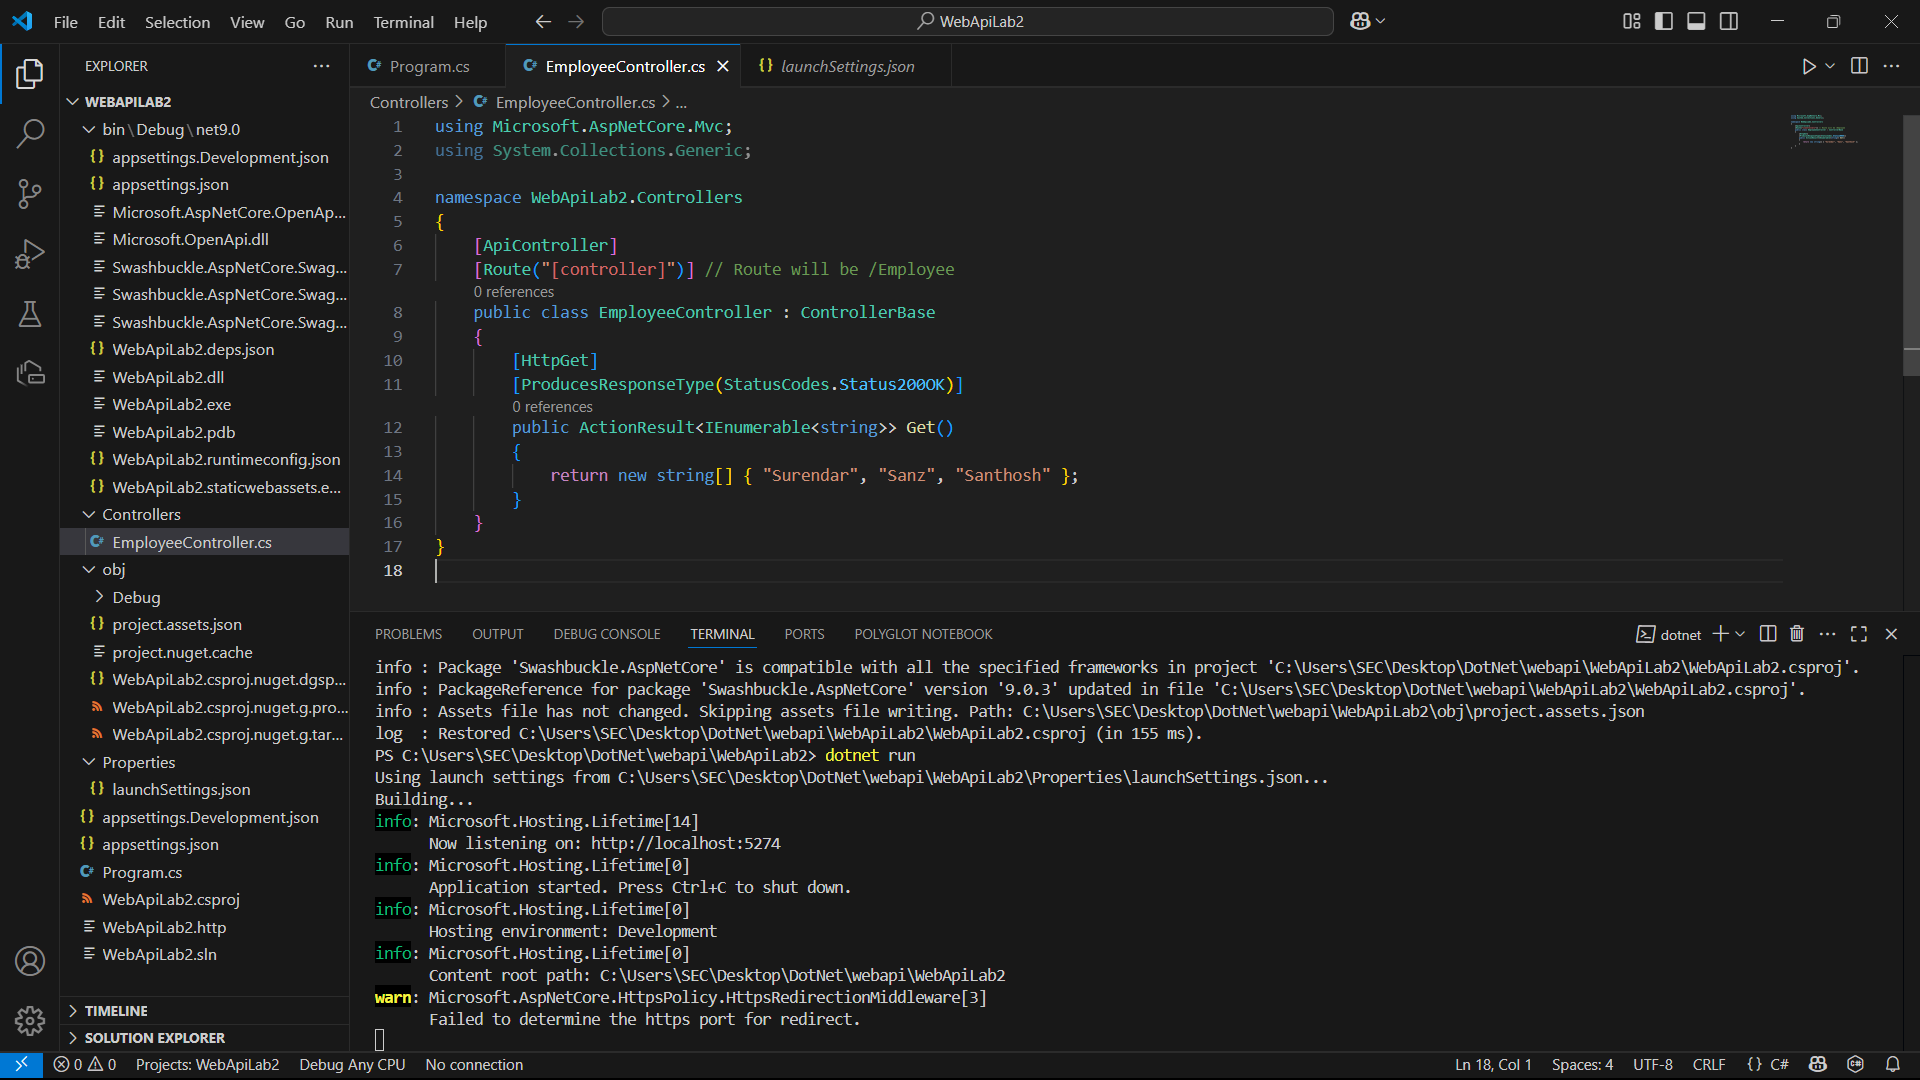 File Edit Selection View Go Run Terminal Help
WebApiLab2
EXPLORER
WEBAPILAB2
bin\Debug\net9.0
appsettings.Development.json
appsettings.json
Microsoft.AspNetCore.OpenAp...
Microsoft.OpenApi.dll
Swashbuckle.AspNetCore.Swag...
Swashbuckle.AspNetCore.Swag...
Swashbuckle.AspNetCore.Swag...
WebApiLab2.deps.json
WebApiLab2.dll
WebApiLab2.exe
WebApiLab2.pdb
WebApiLab2.runtimeconfig.json
WebApiLab2.staticwebassets.e...
Controllers
EmployeeController.cs
obj
Debug
project.assets.json
project.nuget.cache
WebApiLab2.csproj.nuget.dgsp...
WebApiLab2.csproj.nuget.g.pro...
WebApiLab2.csproj.nuget.g.tar...
Properties
launchSettings.json
appsettings.Development.json
appsettings.json
Program.cs
WebApiLab2.csproj
WebApiLab2.http
WebApiLab2.sln
TIMELINE
SOLUTION EXPLORER
Program.cs EmployeeController.cs launchSettings.json
Controllers > EmployeeController.cs > ...
1 using Microsoft.AspNetCore.Mvc;
2 using System.Collections.Generic;
3
4 namespace WebApiLab2.Controllers
5 {
6 [ApiController]
7 [Route("[controller]")] // Route will be /Employee
0 references
8 public class EmployeeController : ControllerBase
9 {
10 [HttpGet]
11 [ProducesResponseType(StatusCodes.Status200OK)]
0 references
12 public ActionResult<IEnumerable<string>> Get()
13 {
14 return new string[] { "Surendar", "Sanz", "Santhosh" };
15 }
16 }
17 }
18
PROBLEMS OUTPUT DEBUG CONSOLE TERMINAL PORTS POLYGLOT NOTEBOOK
dotnet
info : Package 'Swashbuckle.AspNetCore' is compatible with all the specified frameworks in project 'C:\Users\SEC\Desktop\DotNet\webapi\WebApiLab2\WebApiLab2.csproj'.
info : PackageReference for package 'Swashbuckle.AspNetCore' version '9.0.3' updated in file 'C:\Users\SEC\Desktop\DotNet\webapi\WebApiLab2\WebApiLab2.csproj'.
info : Assets file has not changed. Skipping assets file writing. Path: C:\Users\SEC\Desktop\DotNet\webapi\WebApiLab2\obj\project.assets.json
log  : Restored C:\Users\SEC\Desktop\DotNet\webapi\WebApiLab2\WebApiLab2.csproj (in 155 ms).
PS C:\Users\SEC\Desktop\DotNet\webapi\WebApiLab2> dotnet run
Using launch settings from C:\Users\SEC\Desktop\DotNet\webapi\WebApiLab2\Properties\launchSettings.json...
Building...
info: Microsoft.Hosting.Lifetime[14]
Now listening on: http://localhost:5274
info: Microsoft.Hosting.Lifetime[0]
Application started. Press Ctrl+C to shut down.
info: Microsoft.Hosting.Lifetime[0]
Hosting environment: Development
info: Microsoft.Hosting.Lifetime[0]
Content root path: C:\Users\SEC\Desktop\DotNet\webapi\WebApiLab2
warn: Microsoft.AspNetCore.HttpsPolicy.HttpsRedirectionMiddleware[3]
Failed to determine the https port for redirect.
0 0 Projects: WebApiLab2 Debug Any CPU No connection
Ln 18, Col 1 Spaces: 4 UTF-8 CRLF {} C#